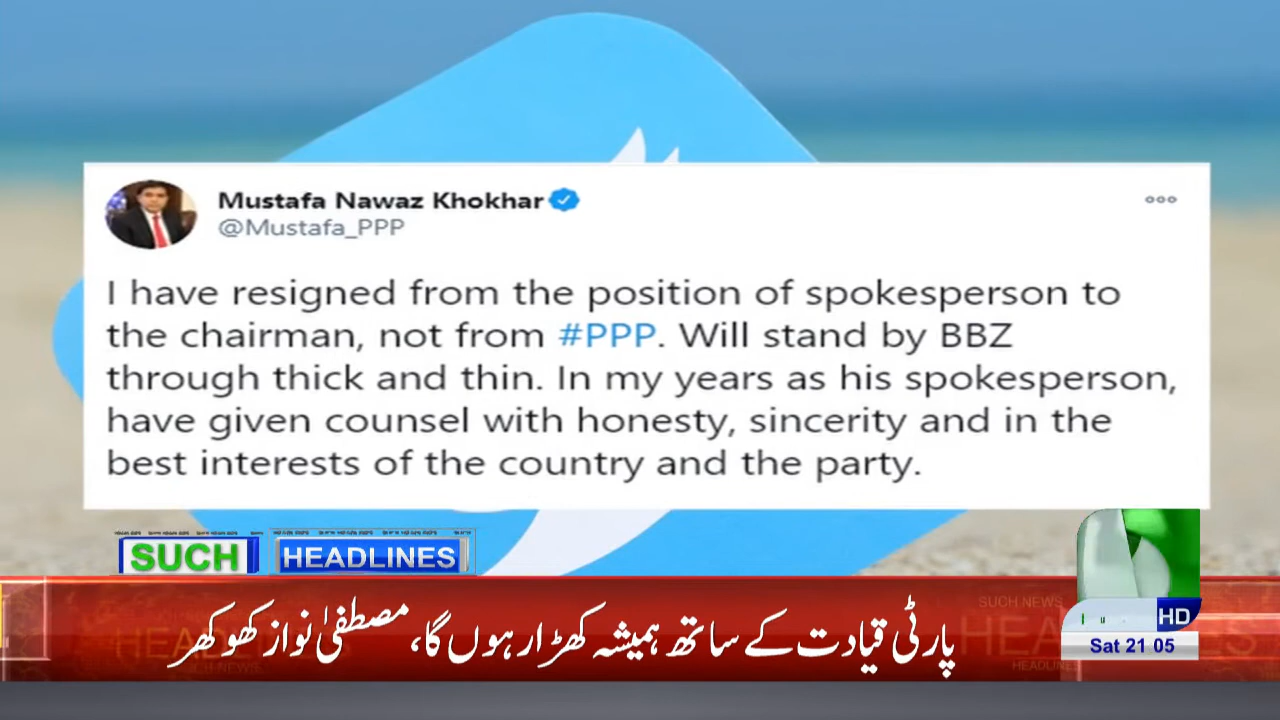 Mustafa Nawaz Khokhar
@Mustafa_PPP
I have resigned from the position of spokesperson to
the chairman, not from #PPP. Will stand by BBZ
through thick and thin. In my years as his spokesperson,
have given counsel with honesty, sincerity and in the
best interests of the country and the party.
SUCH HEADLINES
پارٹی قیادت کے ساتھ ہمیشہ کھڑا رہوں گا، مصطفیٰ نواز کھوکھر
SUCH NEWS
HEADLINES
HD
Sat 21 05